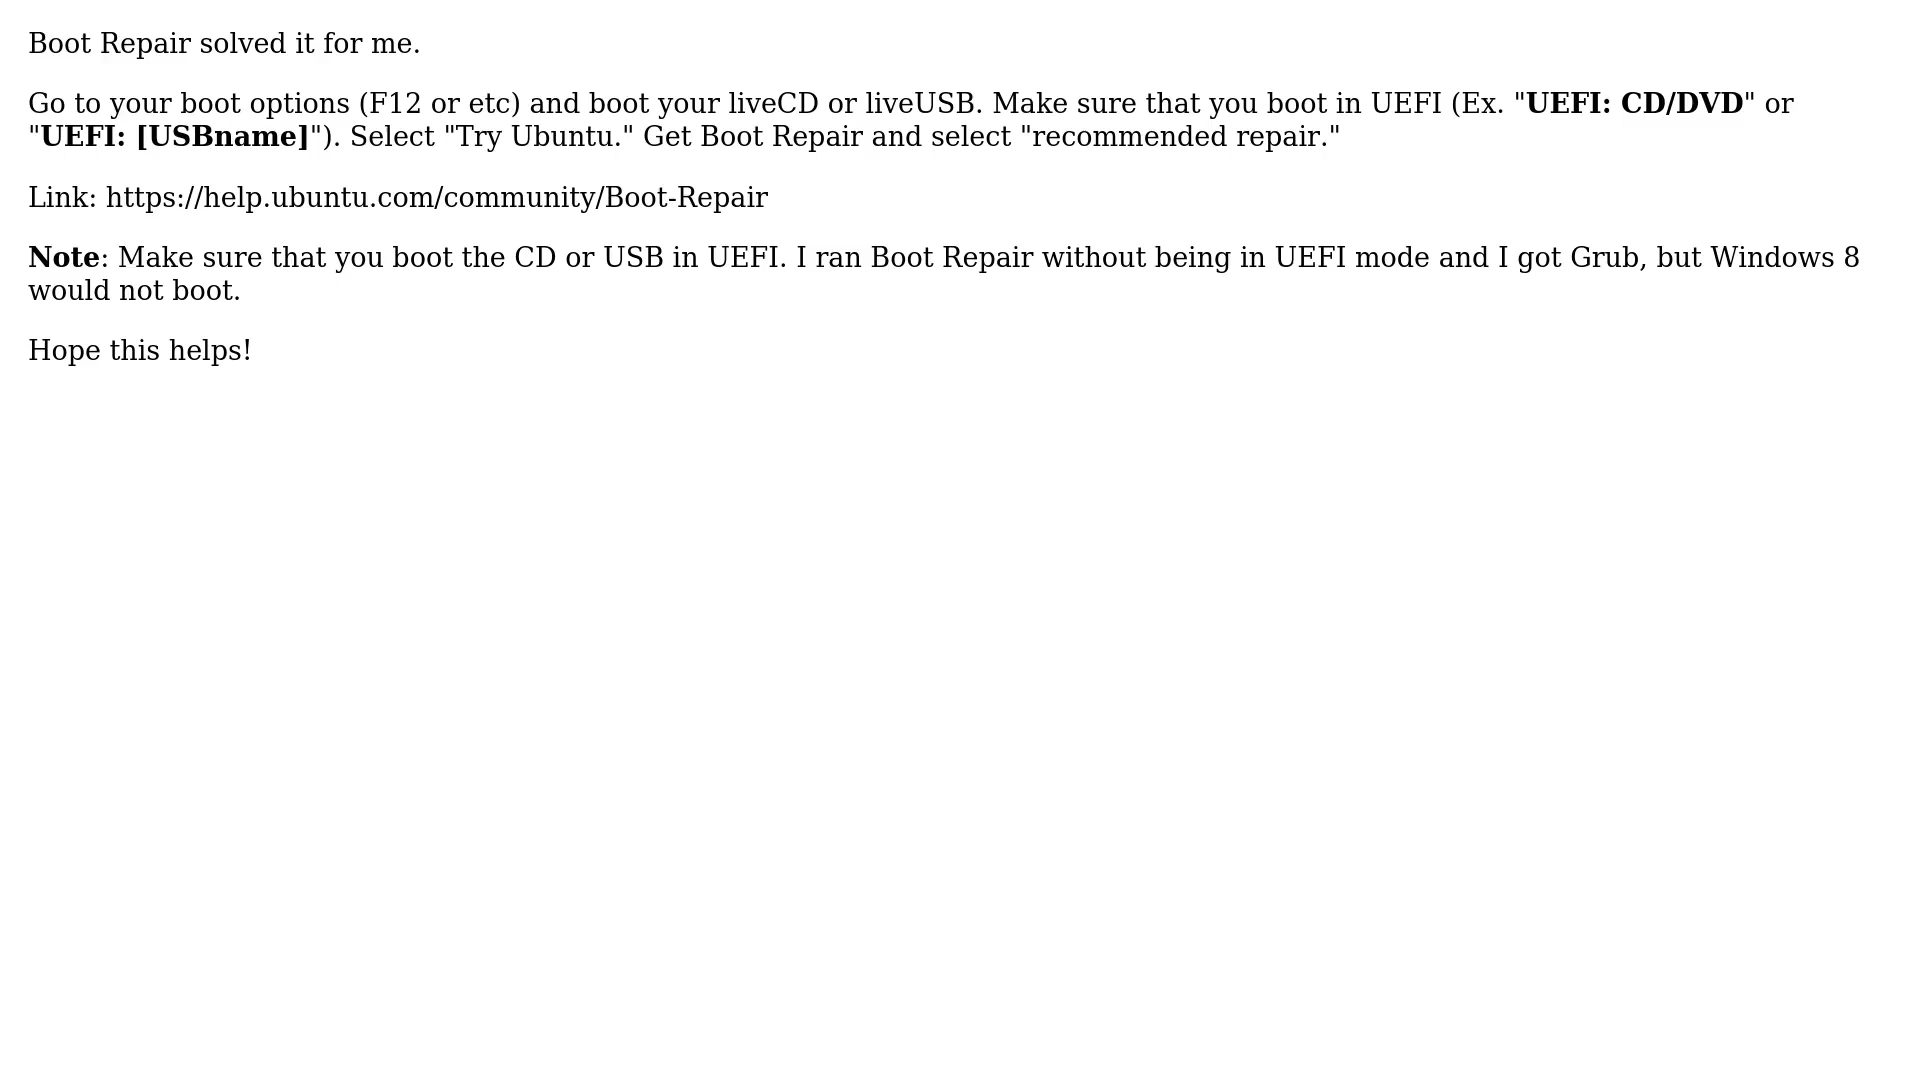 Boot Repair solved it for me.
Go to your boot options (F12 or etc) and boot your liveCD or liveUSB. Make sure that you boot in UEFI (Ex. "UEFI: CD/DVD" or
"UEFI: [USBname]"). Select "Try Ubuntu." Get Boot Repair and select "recommended repair."
Link: https://help.ubuntu.com/community/Boot-Repair
Note: Make sure that you boot the CD or USB in UEFI. I ran Boot Repair without being in UEFI mode and I got Grub, but Windows 8
would not boot.
Hope this helps!